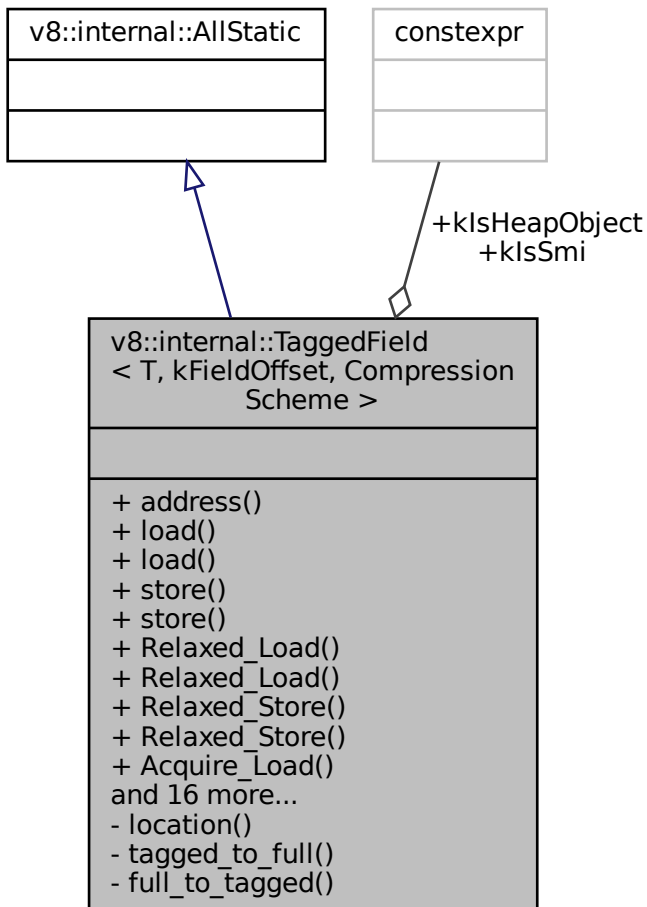 v8::internal::AllStatic
constexpr
+kIsHeapObject
+kIsSmi
v8::internal::TaggedField
< T, kFieldOffset, Compression
Scheme >
+ address()
+ load()
+ load()
+ store()
+ store()
+ Relaxed_Load()
+ Relaxed_Load()
+ Relaxed_Store()
+ Relaxed_Store()
+ Acquire_Load()
and 16 more...
- location()
- tagged_to_full()
- full_to_tagged()